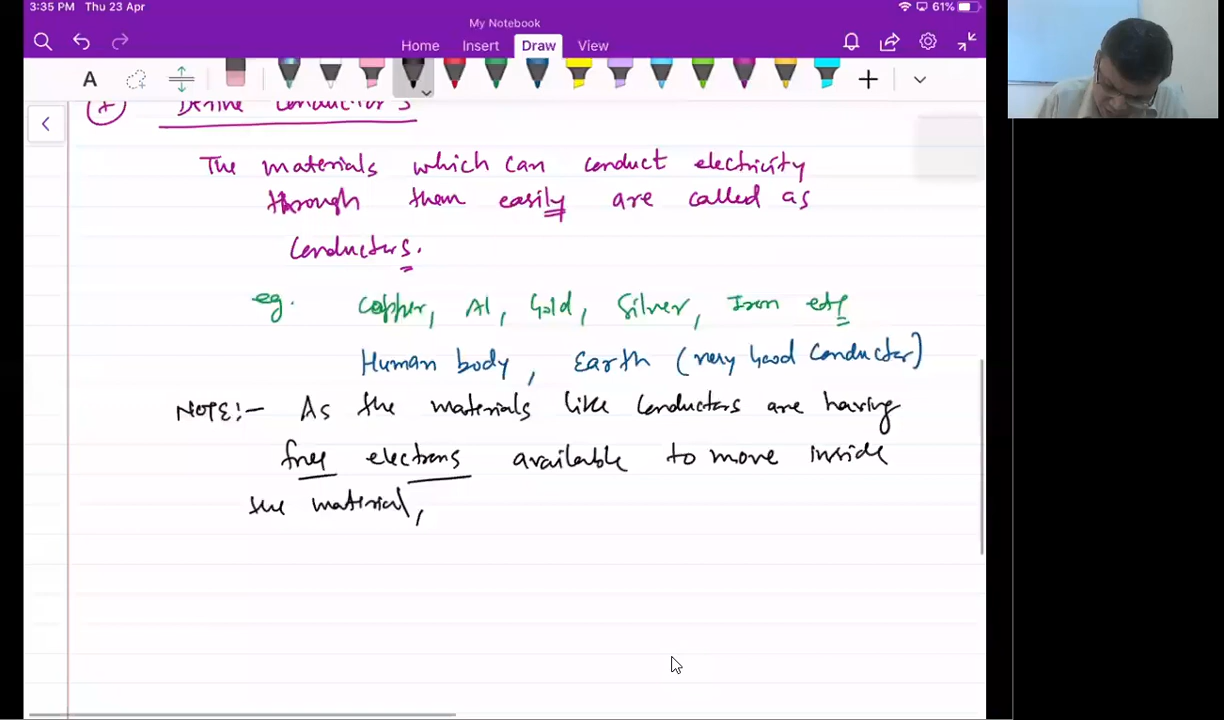 3:35 PM Thu 23 Apr
61%
My Notebook
Home Insert Draw View
A
Define Conductors
The materials which can conduct electricity
through them easily are called as
Conductors.
eg. Copper, Al, Gold, Silver, Iron etc
Human body, Earth (very Good Conductor)
NOTE:- As the materials like Conductors are having
free electrons available to move inside
the material,